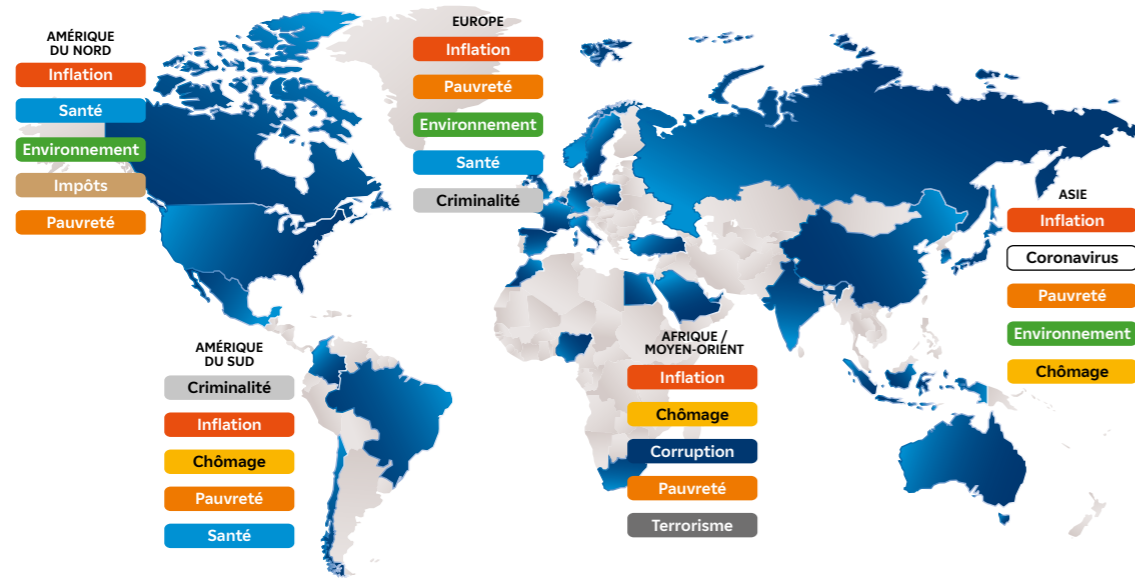 AMÉRIQUE
DU NORD
Inflation
Santé
Environnement
Impôts
Pauvreté
EUROPE
Inflation
Pauvreté
Environnement
Santé
Criminalité
ASIE
Inflation
Coronavirus
Pauvreté
Environnement
Chômage
AMÉRIQUE
DU SUD
Criminalité
Inflation
Chômage
Pauvreté
Santé
AFRIQUE /
MOYEN-ORIENT
Inflation
Chômage
Corruption
Pauvreté
Terrorisme